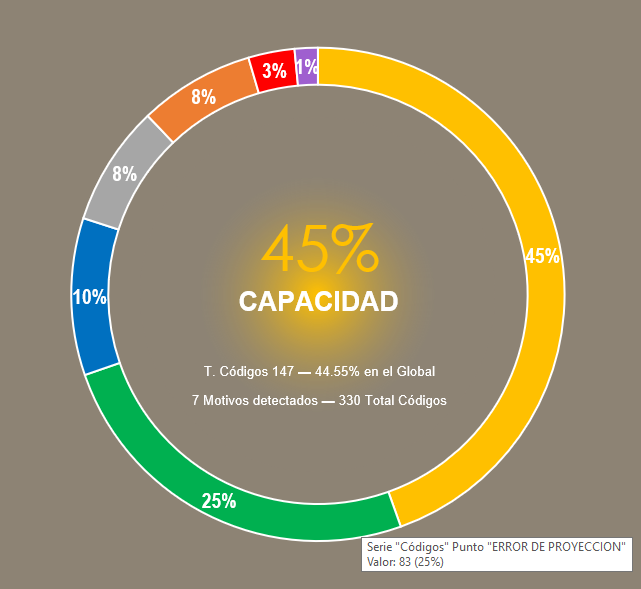 3%
1%
8%
8%
45%
45%
CAPACIDAD
10%
T. Códigos 147 — 44.55% en el Global
7 Motivos detectados — 330 Total Códigos
25%
Serie "Códigos" Punto "ERROR DE PROYECCION"
Valor: 83 (25%)